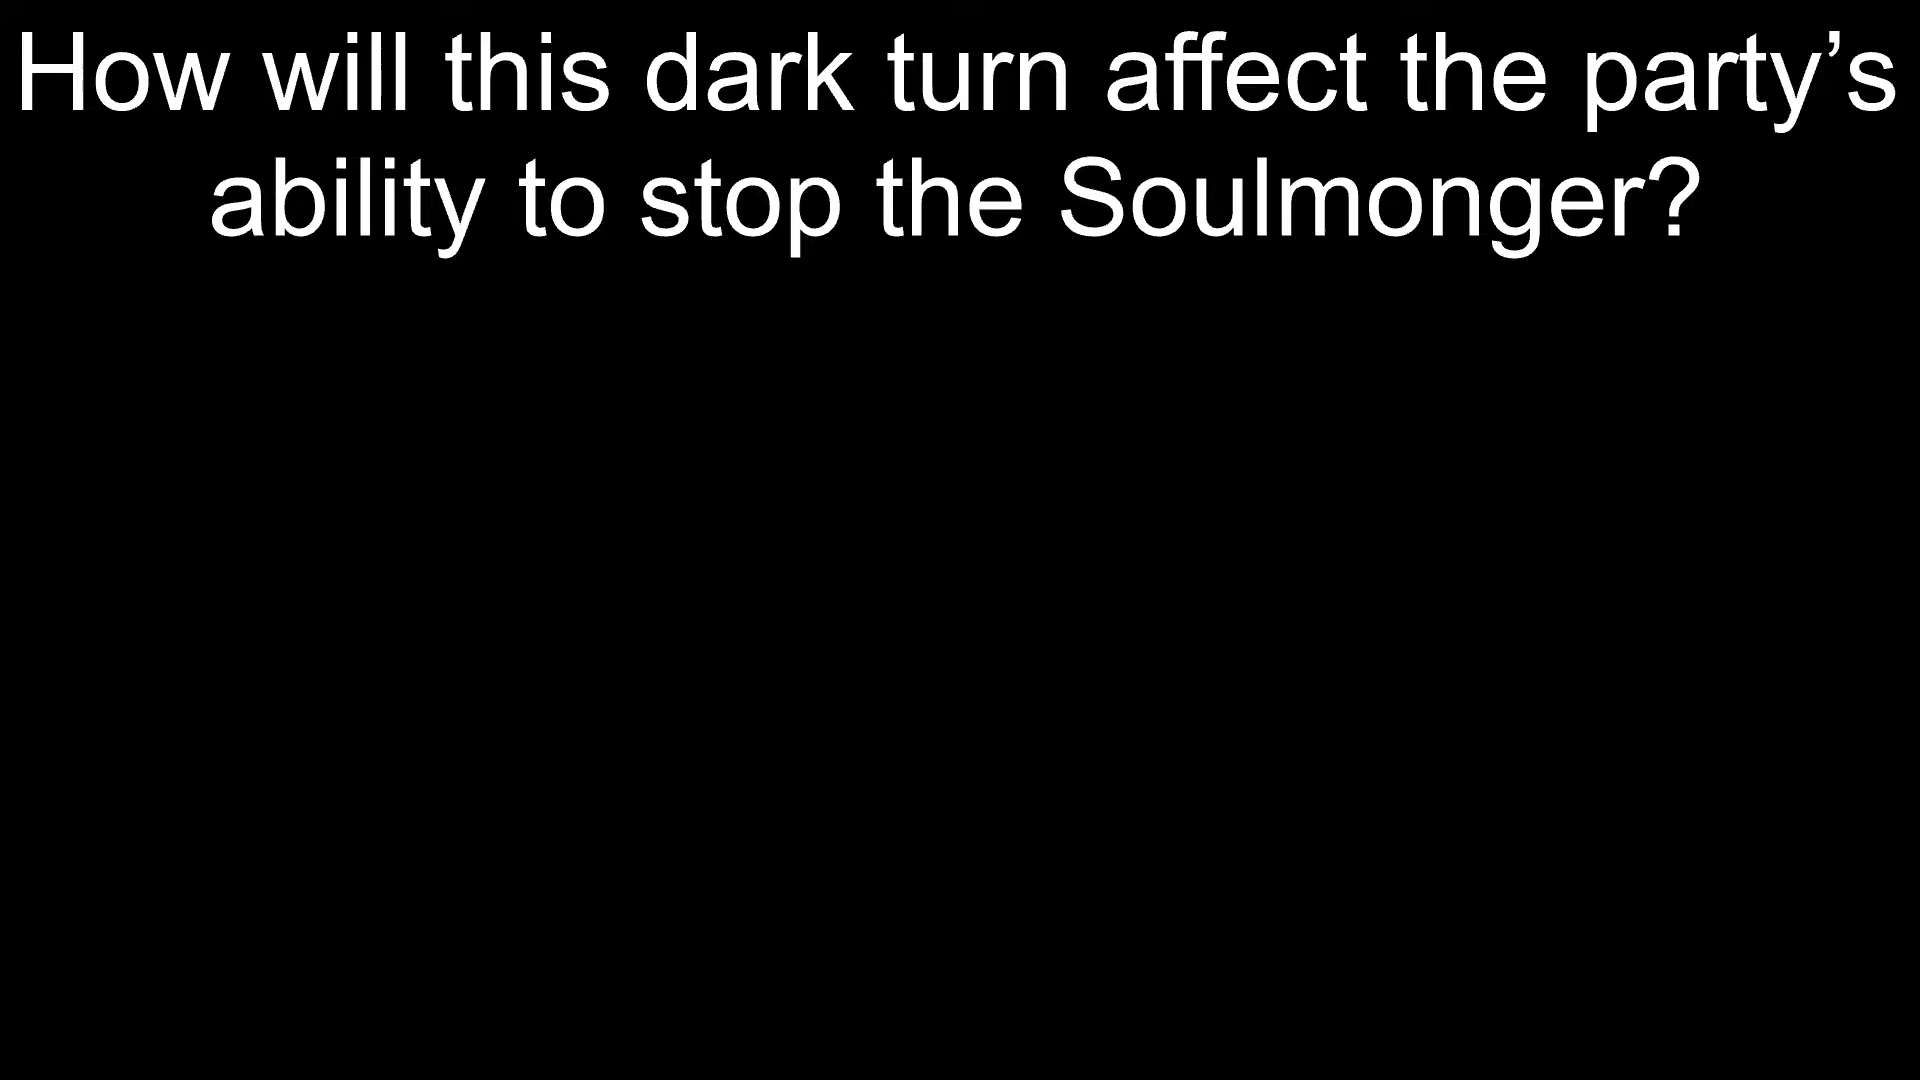 How will this dark turn affect the party’s
ability to stop the Soulmonger?